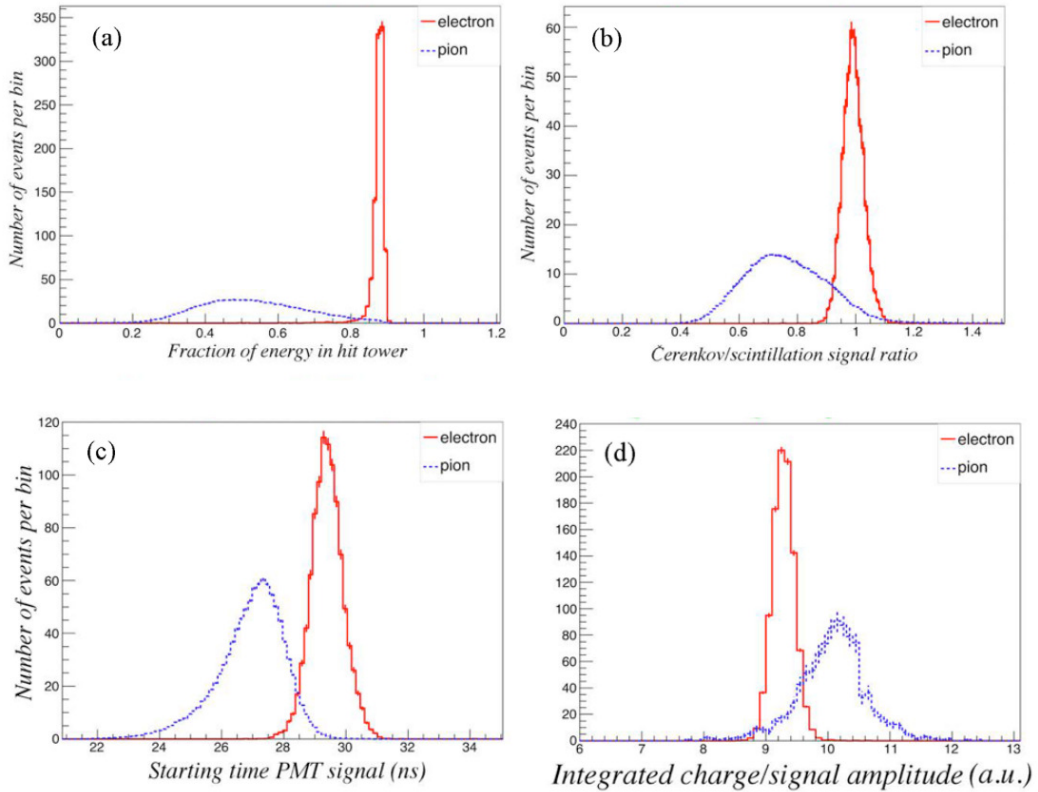 (a)
electron
pion
Number of events per bin
350
300
250
200
150
100
50
0
0 0.2 0.4 0.6 0.8 1 1.2
Fraction of energy in hit tower
(b)
electron
pion
Number of events per bin
60
50
40
30
20
10
0
0 0.2 0.4 0.6 0.8 1 1.2 1.4
Čerenkov/scintillation signal ratio
(c)
electron
pion
Number of events per bin
120
100
80
60
40
20
0
22 24 26 28 30 32 34
Starting time PMT signal (ns)
(d)
electron
pion
240
220
200
180
160
140
120
100
80
60
40
20
0
6 7 8 9 10 11 12 13
Integrated charge/signal amplitude (a.u.)